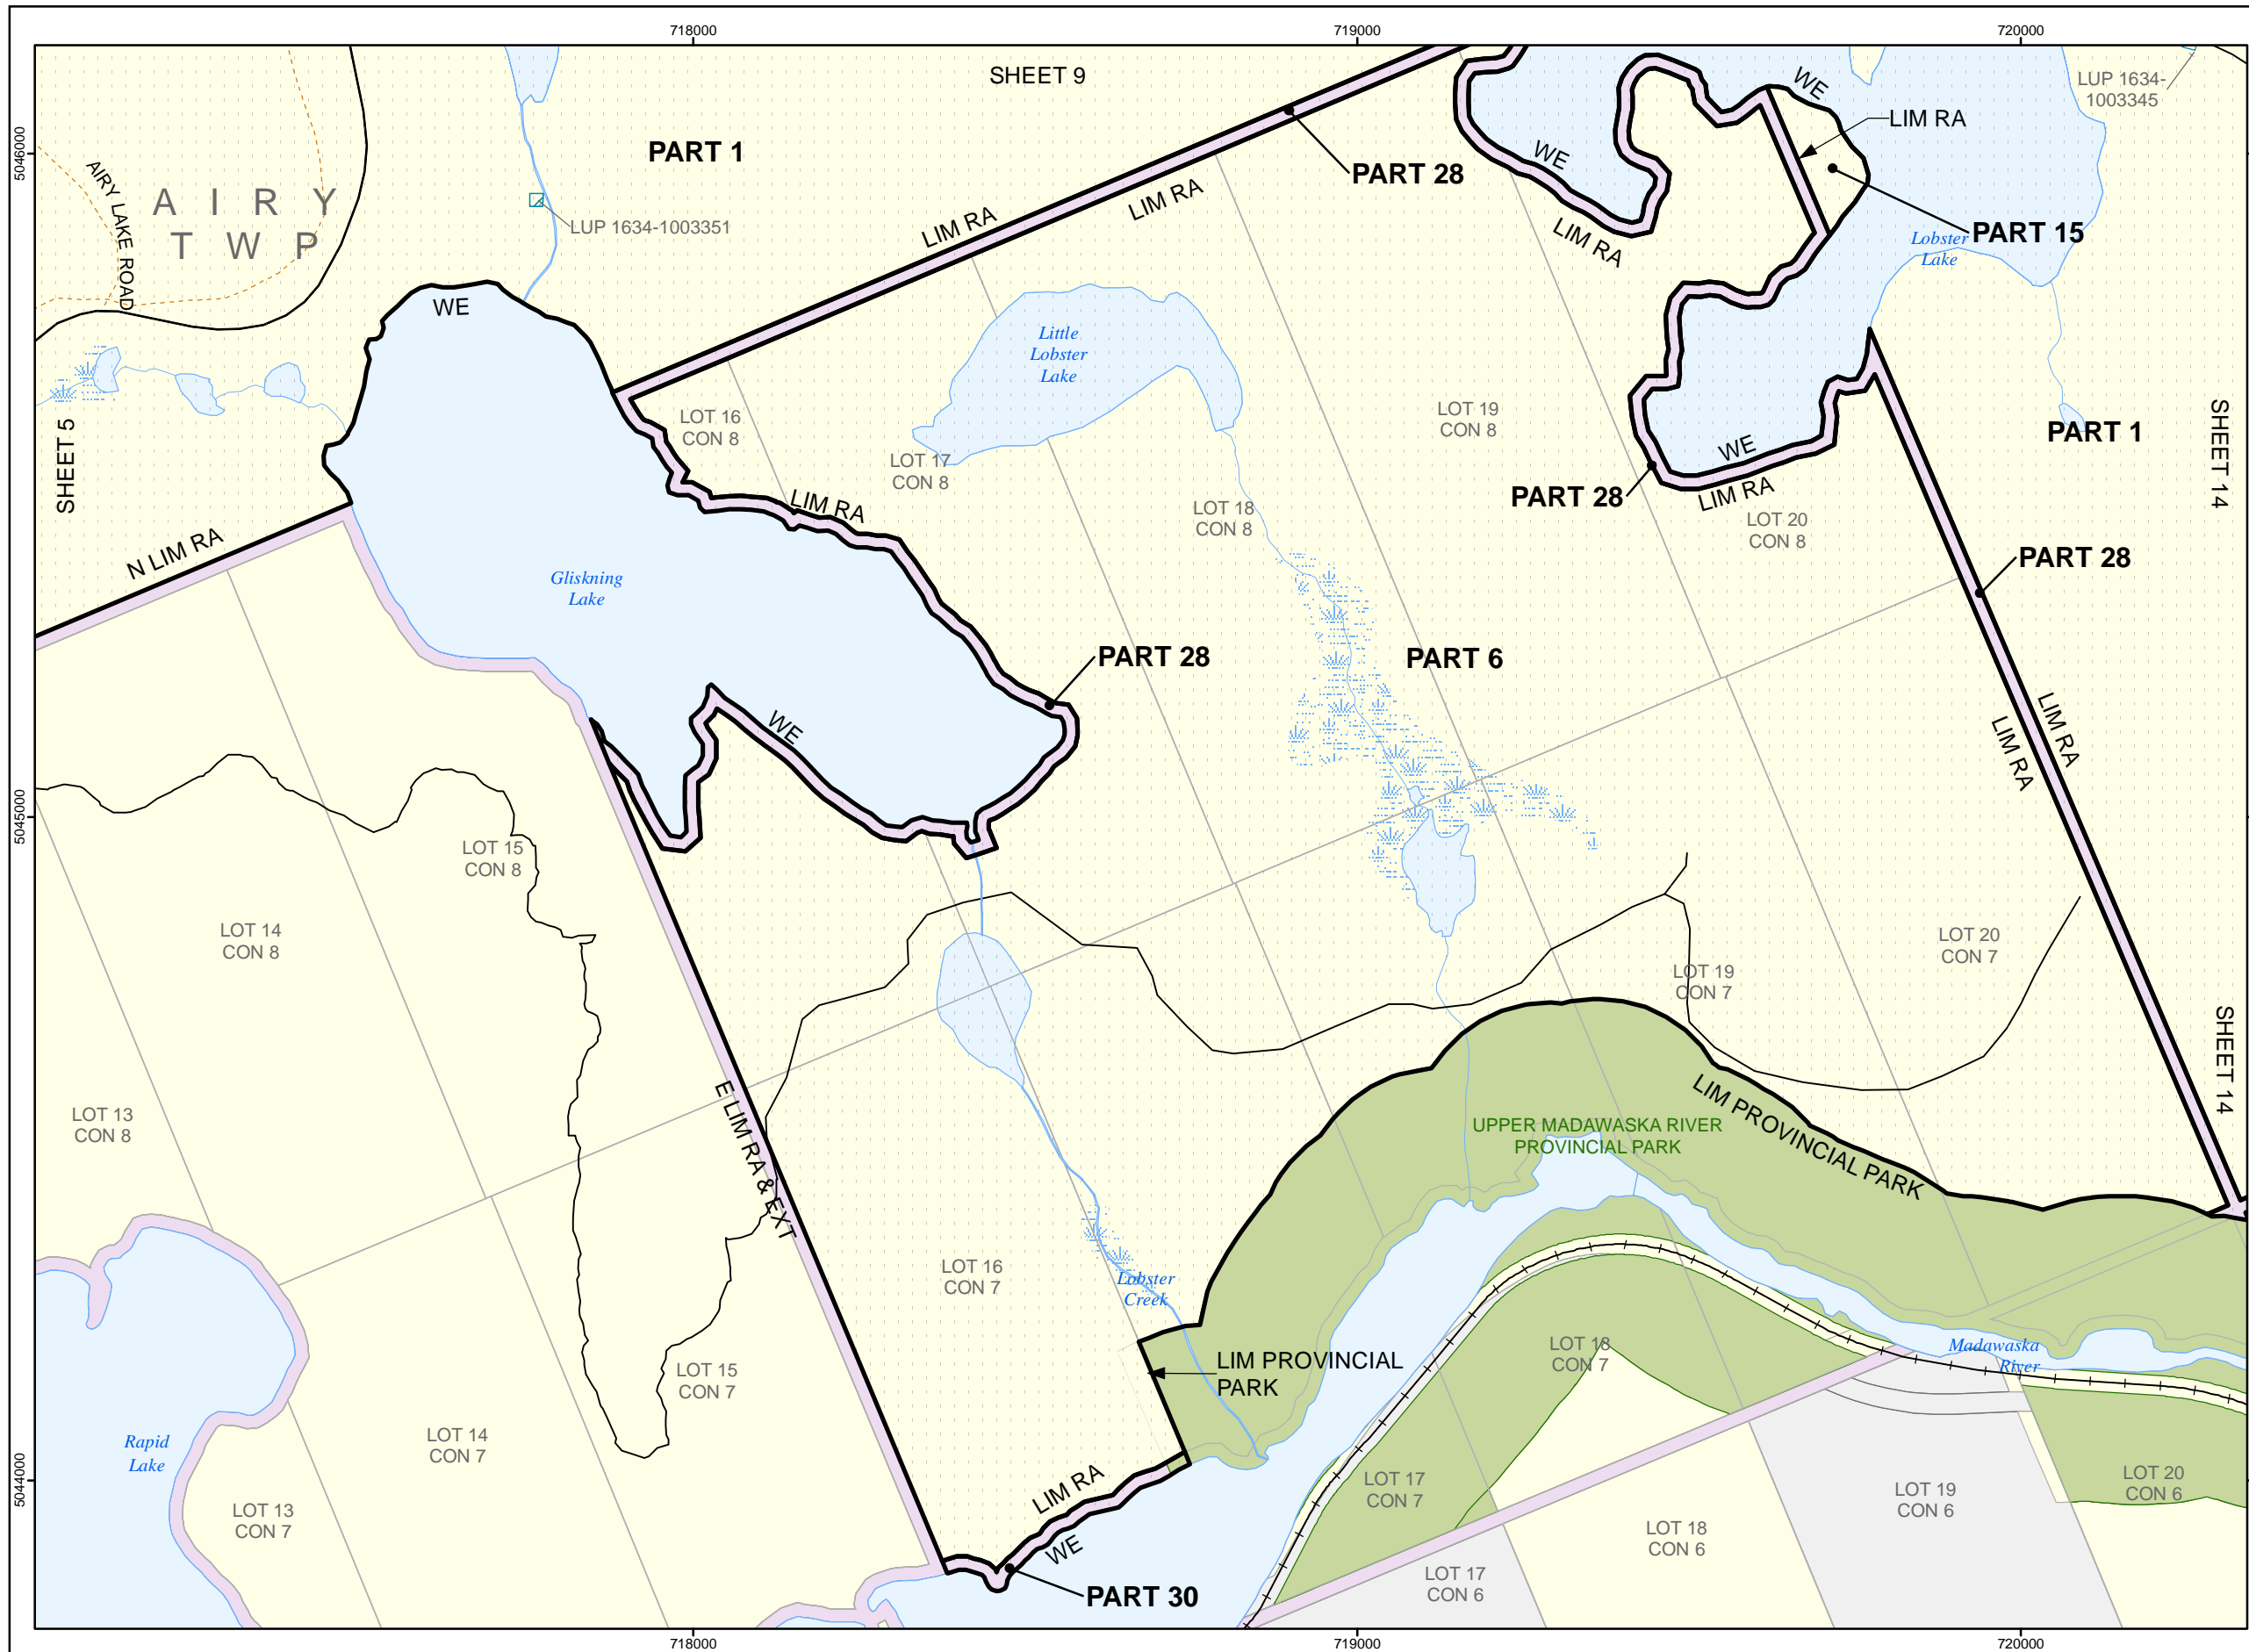 718000
719000
720000
SHEET 9
LUP 1634-
1003345
WE
LIM RA
5046000
PART 1
PART 28
WE
AIRY LAKE ROAD
A I R Y
T W P
LUP 1634-1003351
LIM RA
LIM RA
LIM RA
PART 15
Lobster
Lake
WE
Little
Lobster
Lake
SHEET 5
LOT 16
CON 8
LOT 17
CON 8
LOT 19
CON 8
PART 1
SHEET 14
WE
LIM RA
PART 28
LIM RA
LOT 18
CON 8
LOT 20
CON 8
N LIM RA
PART 28
Gliskning
Lake
PART 28
PART 6
WE
LIM RA
LIM RA
5045000
LOT 15
CON 8
LOT 14
CON 8
LOT 20
CON 7
LOT 19
CON 7
SHEET 14
LOT 13
CON 8
E LIM RA & EXT
UPPER MADAWASKA RIVER
PROVINCIAL PARK
LIM PROVINCIAL PARK
LOT 16
CON 7
Lobster
Creek
LIM PROVINCIAL
PARK
LOT 18
CON 7
Madawaska
River
LOT 15
CON 7
Rapid
Lake
LOT 14
CON 7
5044000
LIM RA
LOT 17
CON 7
LOT 19
CON 6
LOT 20
CON 6
LOT 13
CON 7
WE
LOT 18
CON 6
LOT 17
CON 6
PART 30
718000
719000
720000